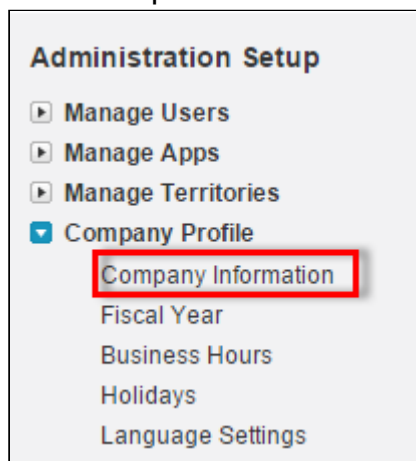 Administration Setup
Manage Users
Manage Apps
Manage Territories
Company Profile
Company Information
Fiscal Year
Business Hours
Holidays
Language Settings